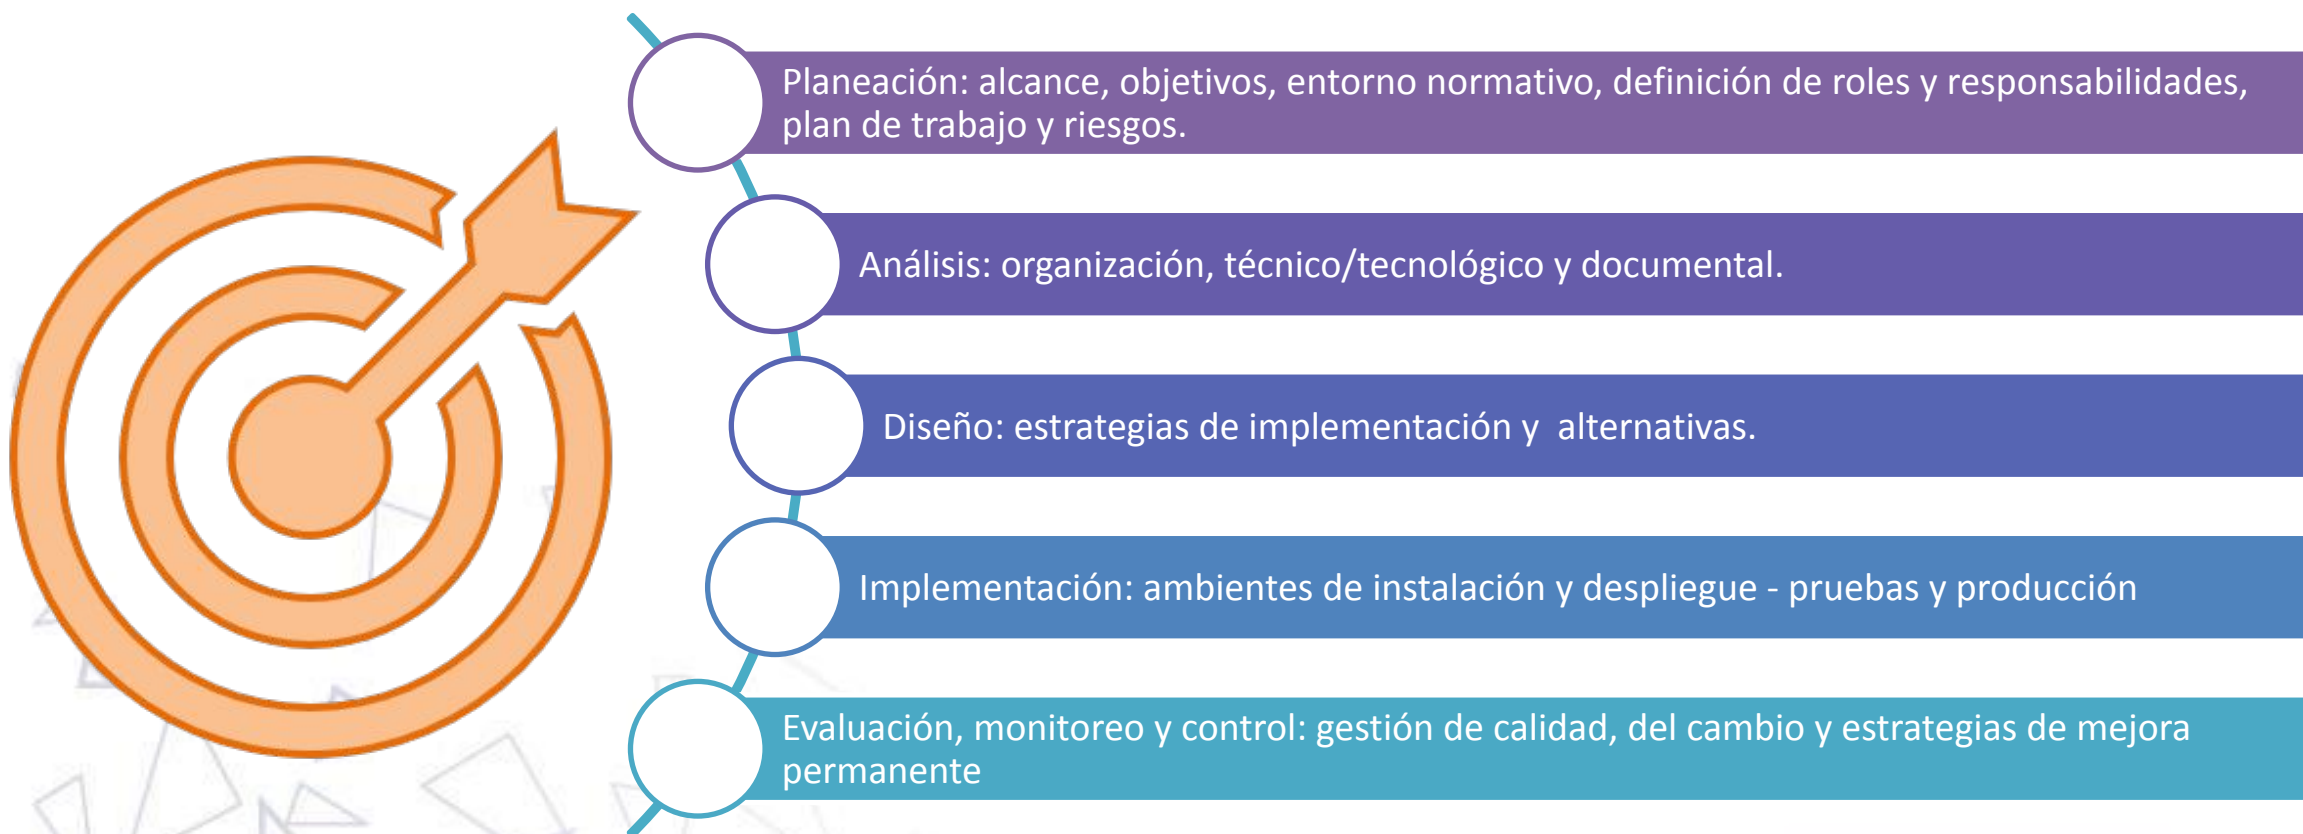 Planeación: alcance, objetivos, entorno normativo, definición de roles y responsabilidades,
plan de trabajo y riesgos.
Análisis: organización, técnico/tecnológico y documental.
Diseño: estrategias de implementación y  alternativas.
Implementación: ambientes de instalación y despliegue - pruebas y producción
Evaluación, monitoreo y control: gestión de calidad, del cambio y estrategias de mejora
permanente